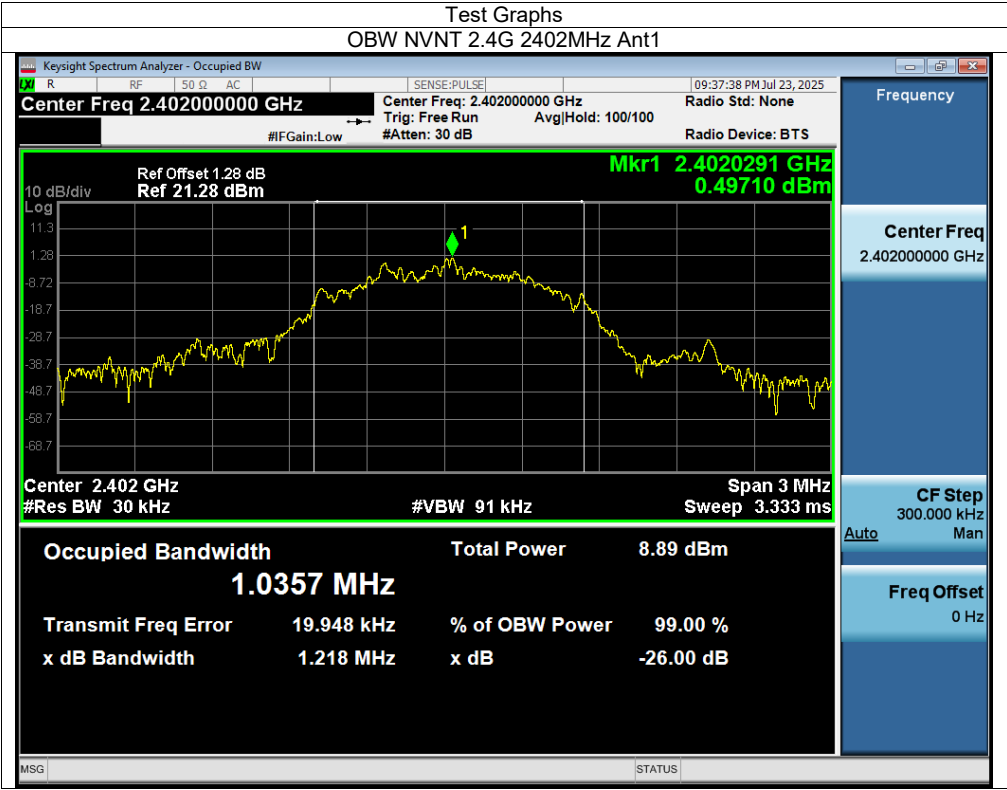 Test Graphs
OBW NVNT 2.4G 2402MHz Ant1
Keysight Spectrum Analyzer - Occupied BW
LXI R RF 50 Ω AC SENSE:PULSE 09:37:38 PM Jul 23, 2025
Center Freq 2.402000000 GHz Center Freq: 2.402000000 GHz Radio Std: None
Trig: Free Run Avg|Hold: 100/100
#IFGain:Low #Atten: 30 dB Radio Device: BTS
Frequency
Mkr1 2.4020291 GHz
0.49710 dBm
Ref Offset 1.28 dB
10 dB/div Ref 21.28 dBm
Log
11.3
1
1.28
-8.72
-18.7
-28.7
-38.7
-48.7
-58.7
-68.7
Center 2.402 GHz Span 3 MHz
#Res BW 30 kHz #VBW 91 kHz Sweep 3.333 ms
Center Freq
2.402000000 GHz
CF Step
300.000 kHz
Auto Man
Freq Offset
0 Hz
Occupied Bandwidth Total Power 8.89 dBm
1.0357 MHz
Transmit Freq Error 19.948 kHz % of OBW Power 99.00 %
x dB Bandwidth 1.218 MHz x dB -26.00 dB
MSG STATUS